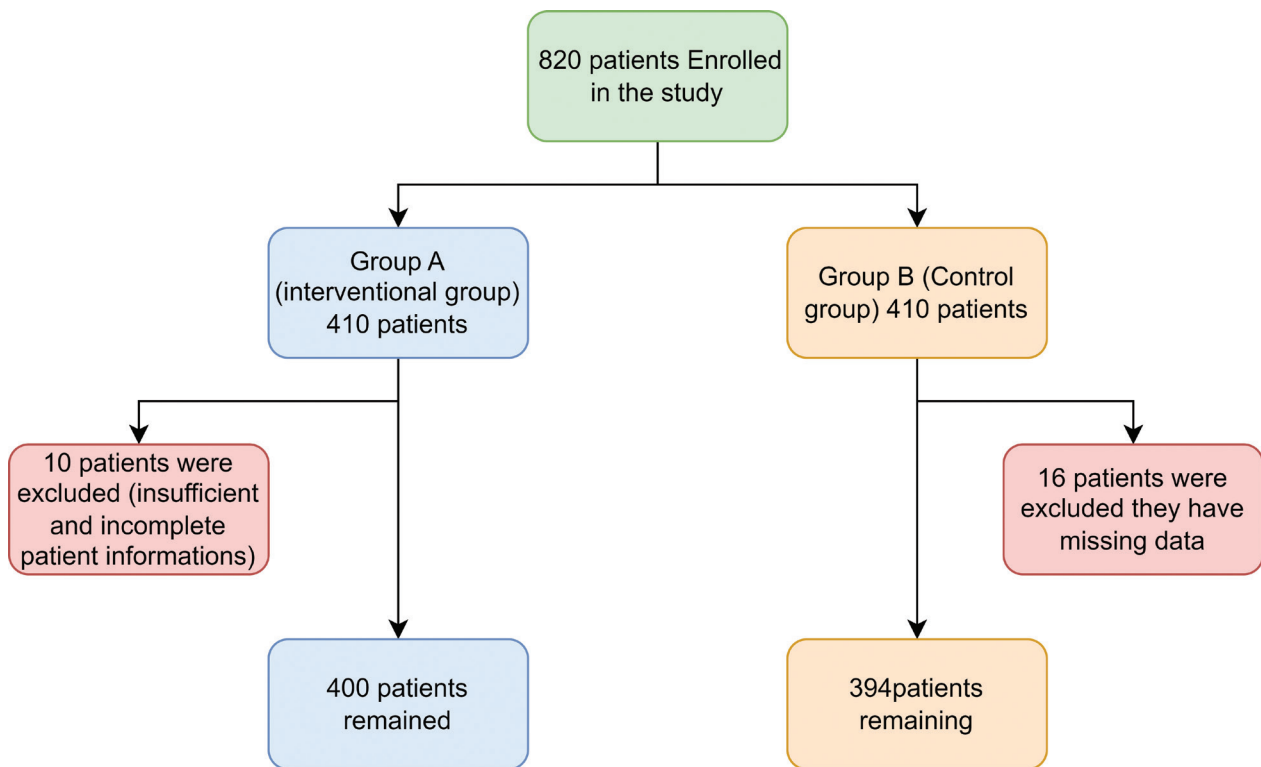 820 patients Enrolled
in the study
Group A
(interventional group)
410 patients
Group B (Control
group) 410 patients
10 patients were
excluded (insufficient
and incomplete
patient informations)
16 patients were
excluded they have
missing data
400 patients
remained
394patients
remaining